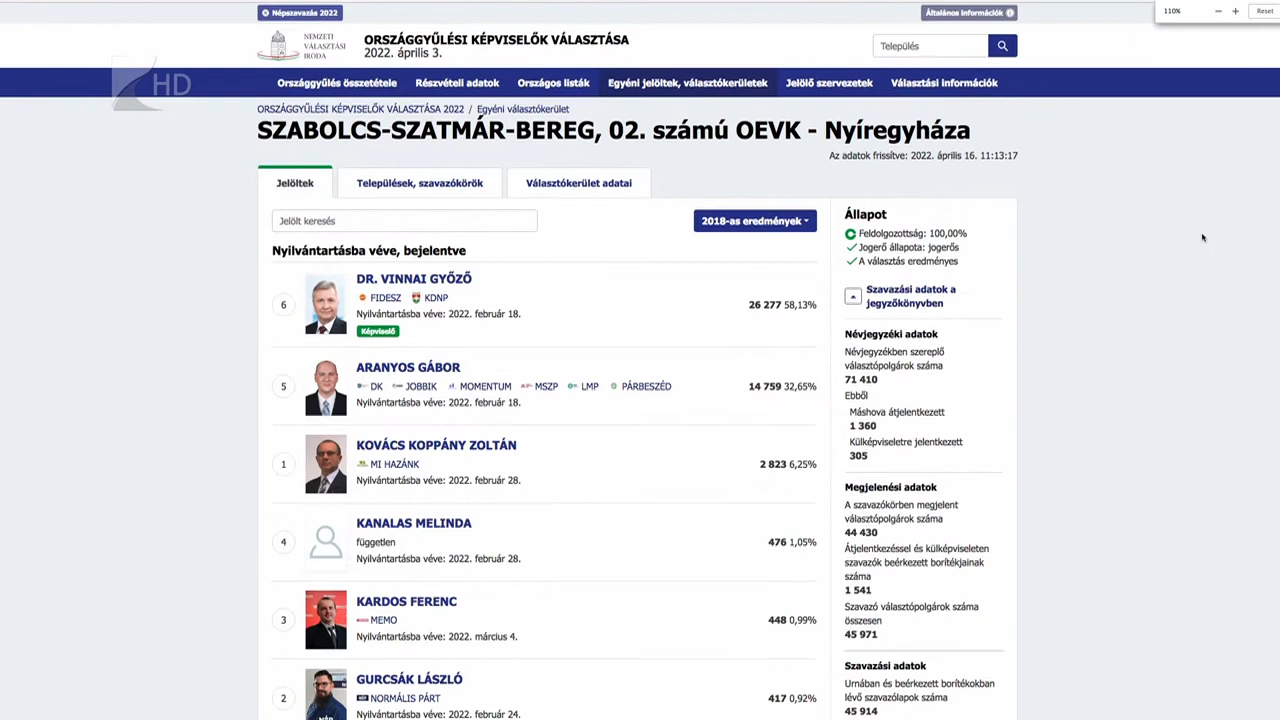 Népszavazás 2022
Általános információk
110%
Reset
NEMZETI
VÁLASZTÁSI
IRODA
ORSZÁGGYŰLÉSI KÉPVISELŐK VÁLASZTÁSA
2022. április 3.
Település
HD
Országgyűlés összetétele Részvételi adatok Országos listák Egyéni jelöltek, választókerületek Jelölő szervezetek Választási információk
ORSZÁGGYŰLÉSI KÉPVISELŐK VÁLASZTÁSA 2022 / Egyéni választókerület
SZABOLCS-SZATMÁR-BEREG, 02. számú OEVK - Nyíregyháza
Az adatok frissítve: 2022. április 16. 11:13:17
Jelöltek Települések, szavazókörök Választókerület adatai
Jelölt keresés
2018-as eredmények
Nyilvántartásba véve, bejelentve
6
DR. VINNAI GYŐZŐ
FIDESZ KDNP
Nyilvántartásba véve: 2022. február 18.
Képviselő
26 277 58,13%
5
ARANYOS GÁBOR
DK JOBBIK MOMENTUM MSZP LMP PÁRBESZÉD
Nyilvántartásba véve: 2022. február 18.
14 759 32,65%
1
KOVÁCS KOPPÁNY ZOLTÁN
MI HAZÁNK
Nyilvántartásba véve: 2022. február 28.
2 823 6,25%
4
KANALAS MELINDA
független
Nyilvántartásba véve: 2022. február 28.
476 1,05%
3
KARDOS FERENC
MEMO
Nyilvántartásba véve: 2022. március 4.
448 0,99%
2
GURCSÁK LÁSZLÓ
NORMÁLIS PÁRT
Nyilvántartásba véve: 2022. február 24.
417 0,92%
Állapot
Feldolgozottság: 100,00%
Jogerő állapota: jogerős
A választás eredményes
Szavazási adatok a
jegyzőkönyvben
Névjegyzéki adatok
Névjegyzékben szereplő
választópolgárok száma
71 410
Ebből
Máshova átjelentkezett
1 360
Külképviseletre jelentkezett
305
Megjelenési adatok
A szavazókörben megjelent
választópolgárok száma
44 430
Átjelentkezéssel és külképviseleten
szavazók beérkezett borítékjainak
száma
1 541
Szavazó választópolgárok száma
összesen
45 971
Szavazási adatok
Urnában és beérkezett borítékokban
lévő szavazólapok száma
45 914